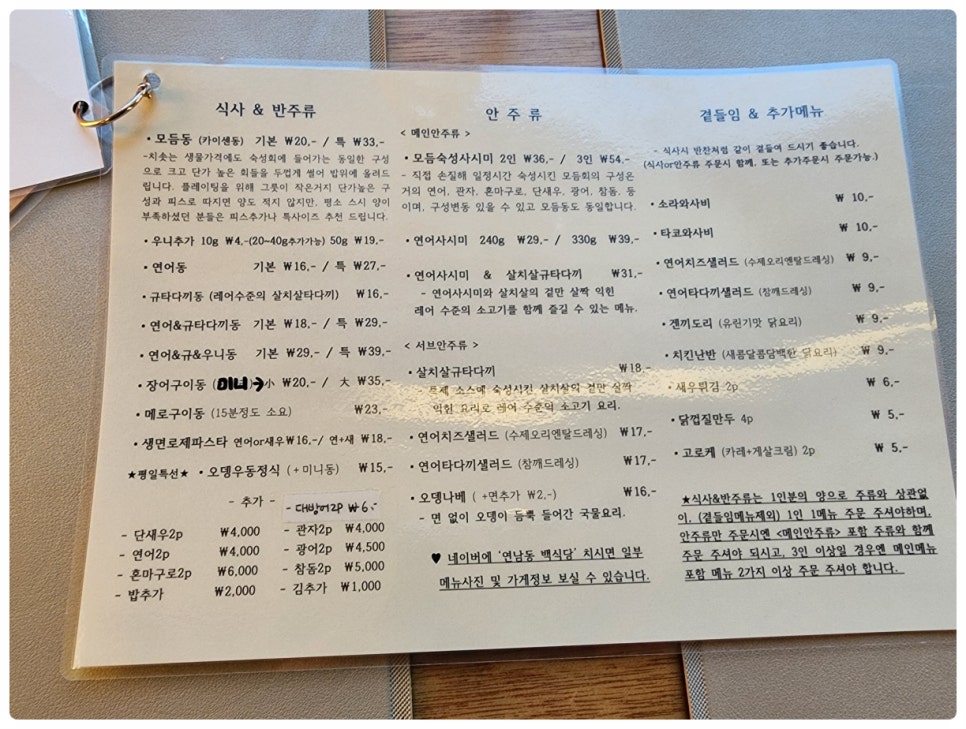 식사 & 반주류
•모듬동 (카이센동) 기본 ₩20,- / 특 ₩33,-
-치솟는 생물가격에도 숙성회에 들어가는 동일한 구성
으로 크고 단가 높은 회들을 두껍게 썰어 밥위에 올려드
립니다. 플레이팅을 위해 그릇이 작은거지 단가높은 구
성과 피스로 따지면 양도 적지 않지만, 평소 스시 양이
부족하셨던 분들은 피스추가나 특사이즈 추천 드립니다.
•우니추가 10g ₩4,-(20~40g추가가능) 50g ₩19,-
•연어동 기본 ₩16,- / 특 ₩27,-
•규타다끼동 (레어수준의 살치살타다끼) ₩16,-
•연어&규타다끼동 기본 ₩18,- / 특 ₩29,-
•연어&규&우니동 기본 ₩29,- / 특 ₩39,-
•장어구이동 (미니)→小 ₩20,- / 大 ₩35,-
•메로구이동 (15분정도 소요) ₩23,-
•생면로제파스타 연어or새우 ₩16,-/ 연+새 ₩18,-
★평일특선★ •오뎅우동정식 (+미니동) ₩15,-
- 추가 -
- 대방어2P ₩6.-
- 단새우2p ₩4,000
- 관자2p ₩4,000
- 연어2p ₩4,000
- 광어2p ₩4,500
- 혼마구로2p ₩6,000
- 참돔2p ₩5,000
- 밥추가 ₩2,000
- 김추가 ₩1,000
안 주 류
< 메인안주류 >
•모듬숙성사시미 2인 ₩36,- / 3인 ₩54,-
- 직접 손질해 일정시간 숙성시킨 모듬회의 구성은
거의 연어, 관자, 혼마구로, 단새우, 광어, 참돔, 등
이며, 구성변동 있을 수 있고 모듬동도 동일합니다.
•연어사시미 240g ₩29,- / 330g ₩39,-
•연어사시미 & 살치살규타다끼 ₩31,-
- 연어사시미와 살치살의 겉만 살짝 익힌
레어 수준의 소고기를 함께 즐길 수 있는 메뉴.
< 서브안주류 >
•살치살규타다끼 ₩18,-
- 특제 소스에 숙성시킨 살치살의 겉만 살짝
익힌 요리로 레어 수준의 소고기 요리.
•연어치즈샐러드 (수제오리엔탈드레싱) ₩17,-
•연어타다끼샐러드 (참깨드레싱) ₩17,-
•오뎅나베 ( +면추가 ₩2,-) ₩16,-
- 면 없이 오뎅이 듬뿍 들어간 국물요리.
♥ 네이버에 '연남동 백식당' 치시면 일부
메뉴사진 및 가게정보 보실 수 있습니다.
곁들임 & 추가메뉴
- 식사시 반찬처럼 같이 곁들여 드시기 좋습니다.
(식사or안주류 주문시 함께, 또는 추가주문시 주문가능.)
•소라와사비 ₩ 10,-
•타코와사비 ₩ 10,-
•연어치즈샐러드 (수제오리엔탈드레싱) ₩ 9,-
•연어타다끼샐러드 (참깨드레싱) ₩ 9,-
•겐끼도리 (유린기맛 닭요리) ₩ 9,-
•치킨난반 (새콤달콤담백한 닭요리) ₩ 9,-
•새우튀김 2p ₩ 6,-
•닭껍질만두 4p ₩ 5,-
•고로케 (카레+게살크림) 2p ₩ 5,-
★식사&반주류는 1인분의 양으로 주류와 상관없
이, (곁들임메뉴제외) 1인 1메뉴 주문 주셔야하며,
안주류만 주문시엔 <메인안주류> 포함 주류와 함께
주문 주셔야 되시고, 3인 이상일 경우엔 메인메뉴
포함 메뉴 2가지 이상 주문 주셔야 합니다.